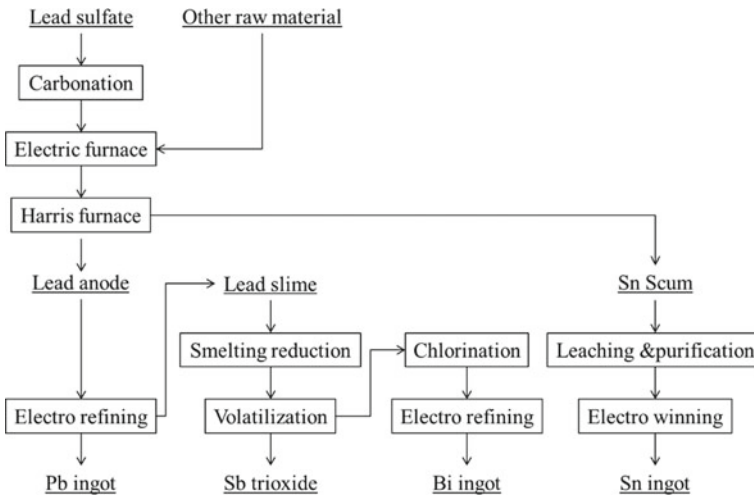 Lead sulfate
Other raw material
Carbonation
Electric furnace
Harris furnace
Lead anode
Lead slime
Sn Scum
Smelting reduction
Chlorination
Leaching &purification
Electro refining
Volatilization
Electro refining
Electro winning
Pb ingot
Sb trioxide
Bi ingot
Sn ingot